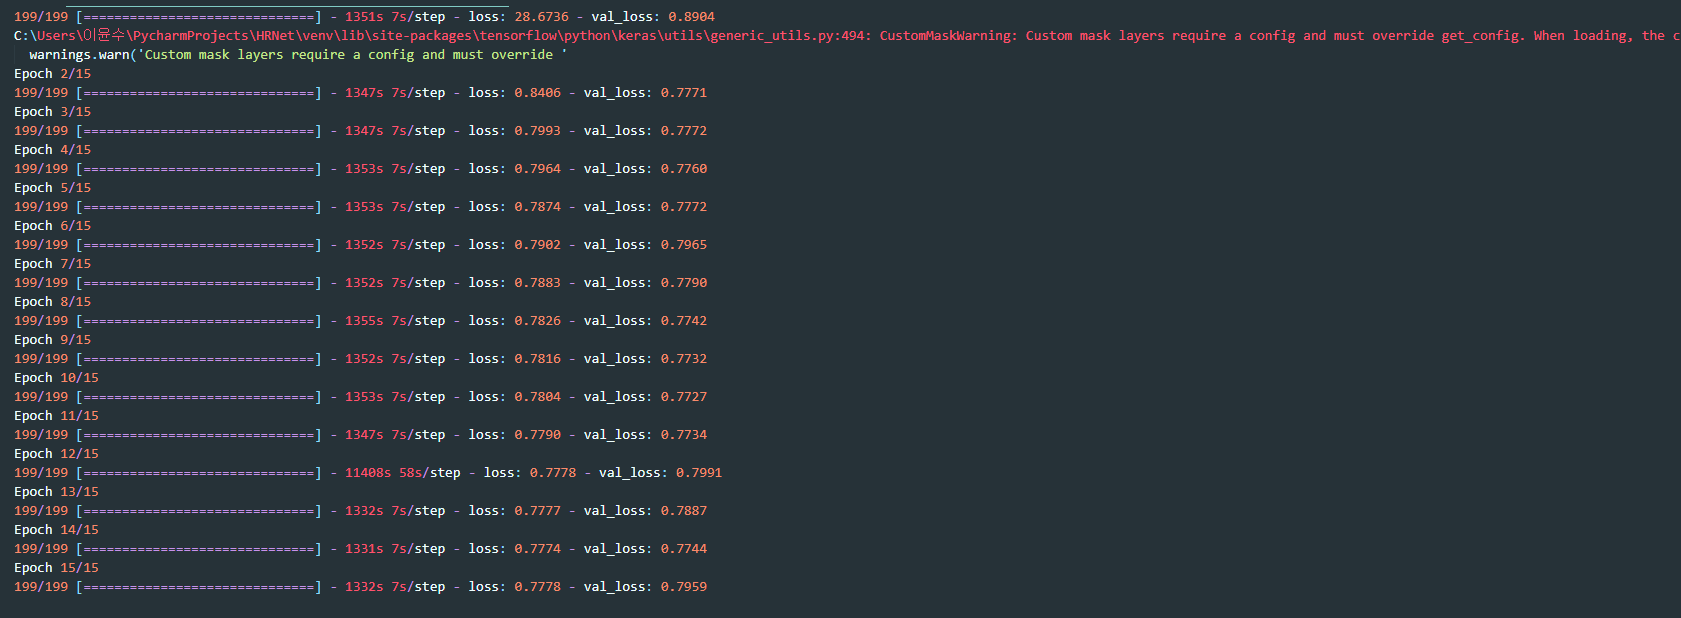 199/199 [==============================] - 1351s 7s/step - loss: 28.6736 - val_loss: 0.8904
C:\Users\이윤수\PycharmProjects\HRNet\venv\lib\site-packages\tensorflow\python\keras\utils\generic_utils.py:494: CustomMaskWarning: Custom mask layers require a config and must override get_config. When loading, the c
warnings.warn('Custom mask layers require a config and must override '
Epoch 2/15
199/199 [==============================] - 1347s 7s/step - loss: 0.8406 - val_loss: 0.7771
Epoch 3/15
199/199 [==============================] - 1347s 7s/step - loss: 0.7993 - val_loss: 0.7772
Epoch 4/15
199/199 [==============================] - 1353s 7s/step - loss: 0.7964 - val_loss: 0.7760
Epoch 5/15
199/199 [==============================] - 1353s 7s/step - loss: 0.7874 - val_loss: 0.7772
Epoch 6/15
199/199 [==============================] - 1352s 7s/step - loss: 0.7902 - val_loss: 0.7965
Epoch 7/15
199/199 [==============================] - 1352s 7s/step - loss: 0.7883 - val_loss: 0.7790
Epoch 8/15
199/199 [==============================] - 1355s 7s/step - loss: 0.7826 - val_loss: 0.7742
Epoch 9/15
199/199 [==============================] - 1352s 7s/step - loss: 0.7816 - val_loss: 0.7732
Epoch 10/15
199/199 [==============================] - 1353s 7s/step - loss: 0.7804 - val_loss: 0.7727
Epoch 11/15
199/199 [==============================] - 1347s 7s/step - loss: 0.7790 - val_loss: 0.7734
Epoch 12/15
199/199 [==============================] - 11408s 58s/step - loss: 0.7778 - val_loss: 0.7991
Epoch 13/15
199/199 [==============================] - 1332s 7s/step - loss: 0.7777 - val_loss: 0.7887
Epoch 14/15
199/199 [==============================] - 1331s 7s/step - loss: 0.7774 - val_loss: 0.7744
Epoch 15/15
199/199 [==============================] - 1332s 7s/step - loss: 0.7778 - val_loss: 0.7959